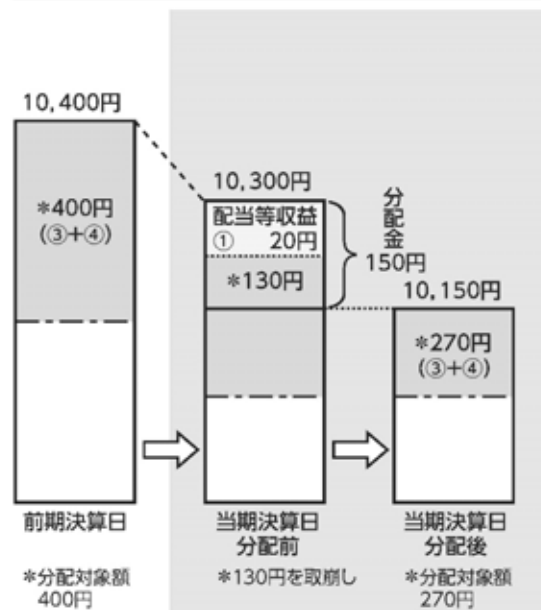 10,400円
*400円
(③+④)
前期決算日
*分配対象額
400円
10,300円
配当等収益
① 20円
*130円
分配金
150円
当期決算日
分配前
*130円を取崩し
10,150円
*270円
(③+④)
当期決算日
分配後
*分配対象額
270円